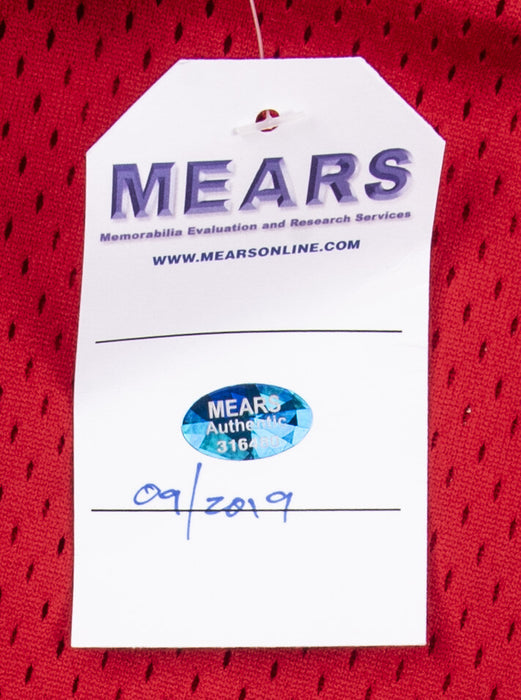 MEARS
Memorabilia Evaluation and Research Services
WWW.MEARSONLINE.COM
MEARS
Authentic
09/2019